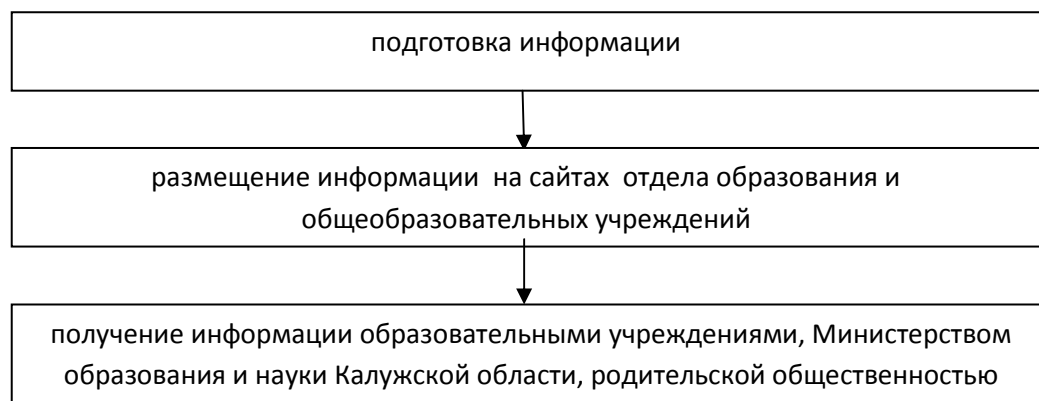 подготовка информации
размещение информации на сайтах отдела образования и
общеобразовательных учреждений
получение информации образовательными учреждениями, Министерством
образования и науки Калужской области, родительской общественностью